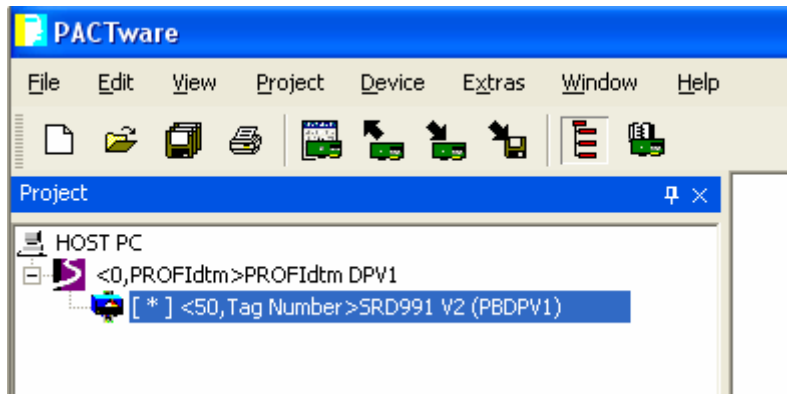 PACTware
File Edit View Project Device Extras Window Help
Project
HOST PC
<0,PROFIdtm>PROFIdtm DPV1
[ * ] <50,Tag Number>SRD991 V2 (PBDPV1)